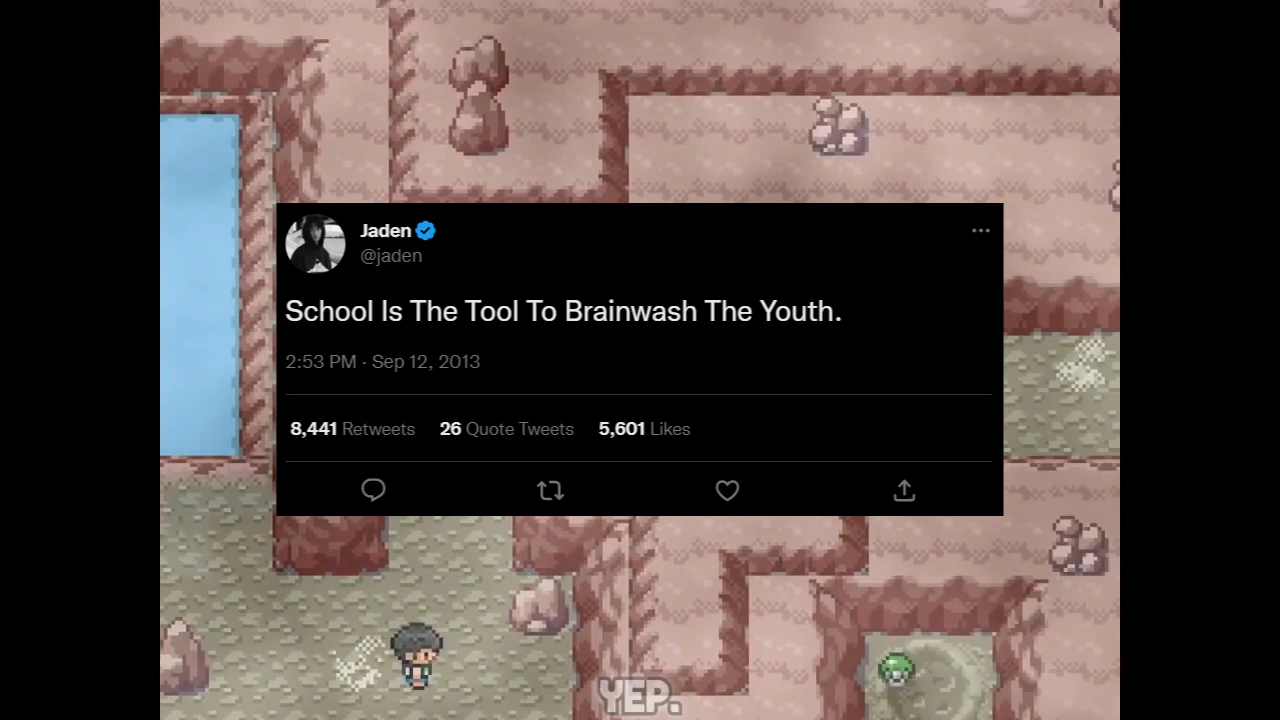 Jaden
@jaden
School Is The Tool To Brainwash The Youth.
2:53 PM · Sep 12, 2013
8,441 Retweets 26 Quote Tweets 5,601 Likes
YEP.